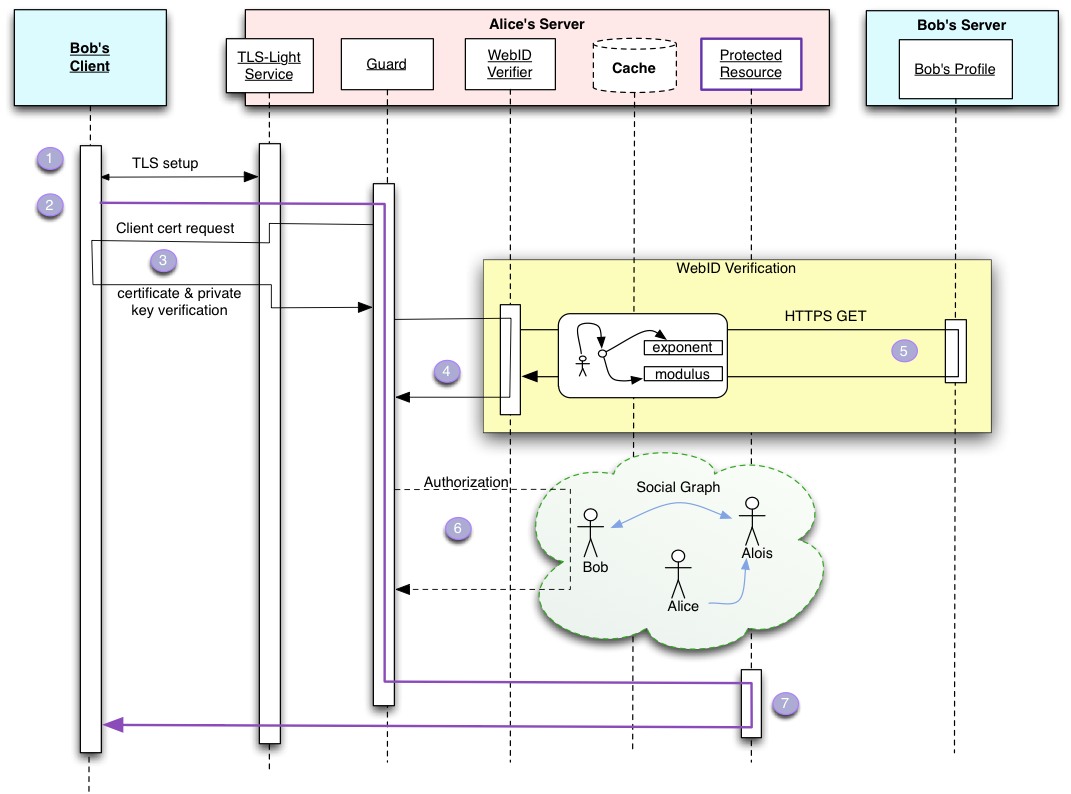 Bob's
Client
Alice's Server
TLS-Light
Service
Guard
WebID
Verifier
Cache
Protected
Resource
Bob's Server
Bob's Profile
1
TLS setup
2
Client cert request
3
certificate & private
key verification
WebID Verification
HTTPS GET
exponent
modulus
5
4
Authorization
6
Social Graph
Bob
Alois
Alice
7